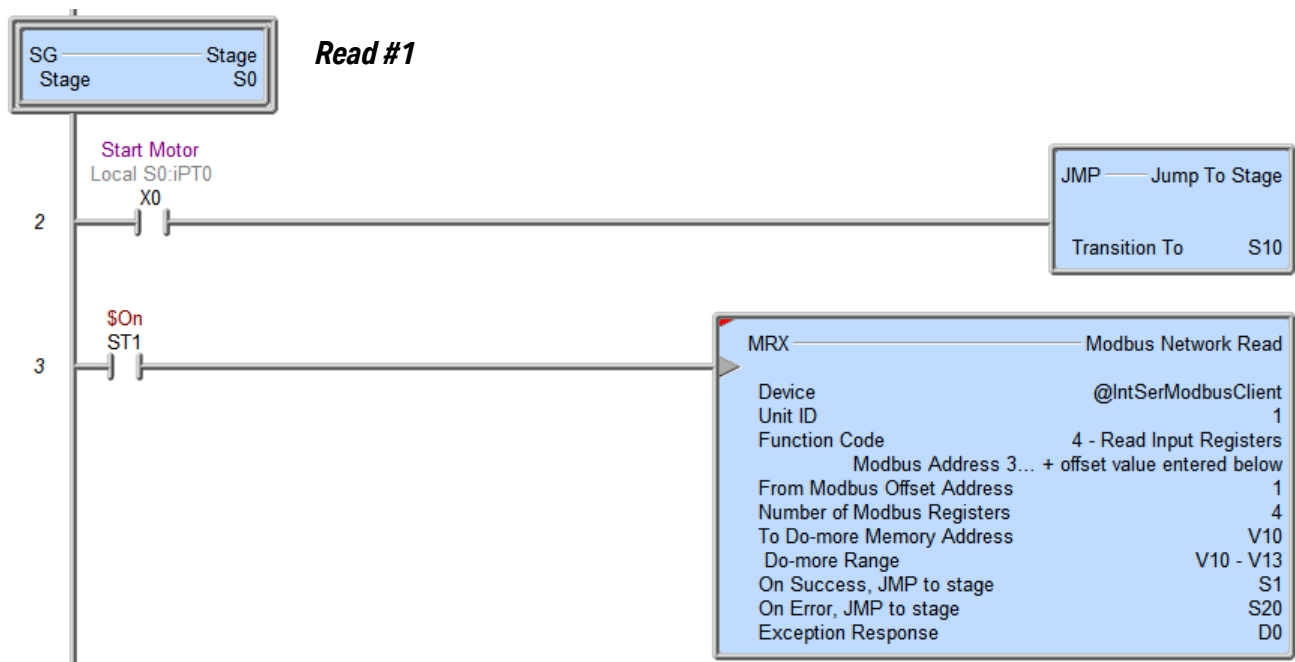 SG Stage
Stage S0
Read #1
Start Motor
Local S0:iPT0
X0
2
JMP Jump To Stage
Transition To S10
$On
ST1
3
MRX Modbus Network Read
Device @IntSerModbusClient
Unit ID 1
Function Code 4 - Read Input Registers
Modbus Address 3... + offset value entered below
From Modbus Offset Address 1
Number of Modbus Registers 4
To Do-more Memory Address V10
Do-more Range V10 - V13
On Success, JMP to stage S1
On Error, JMP to stage S20
Exception Response D0